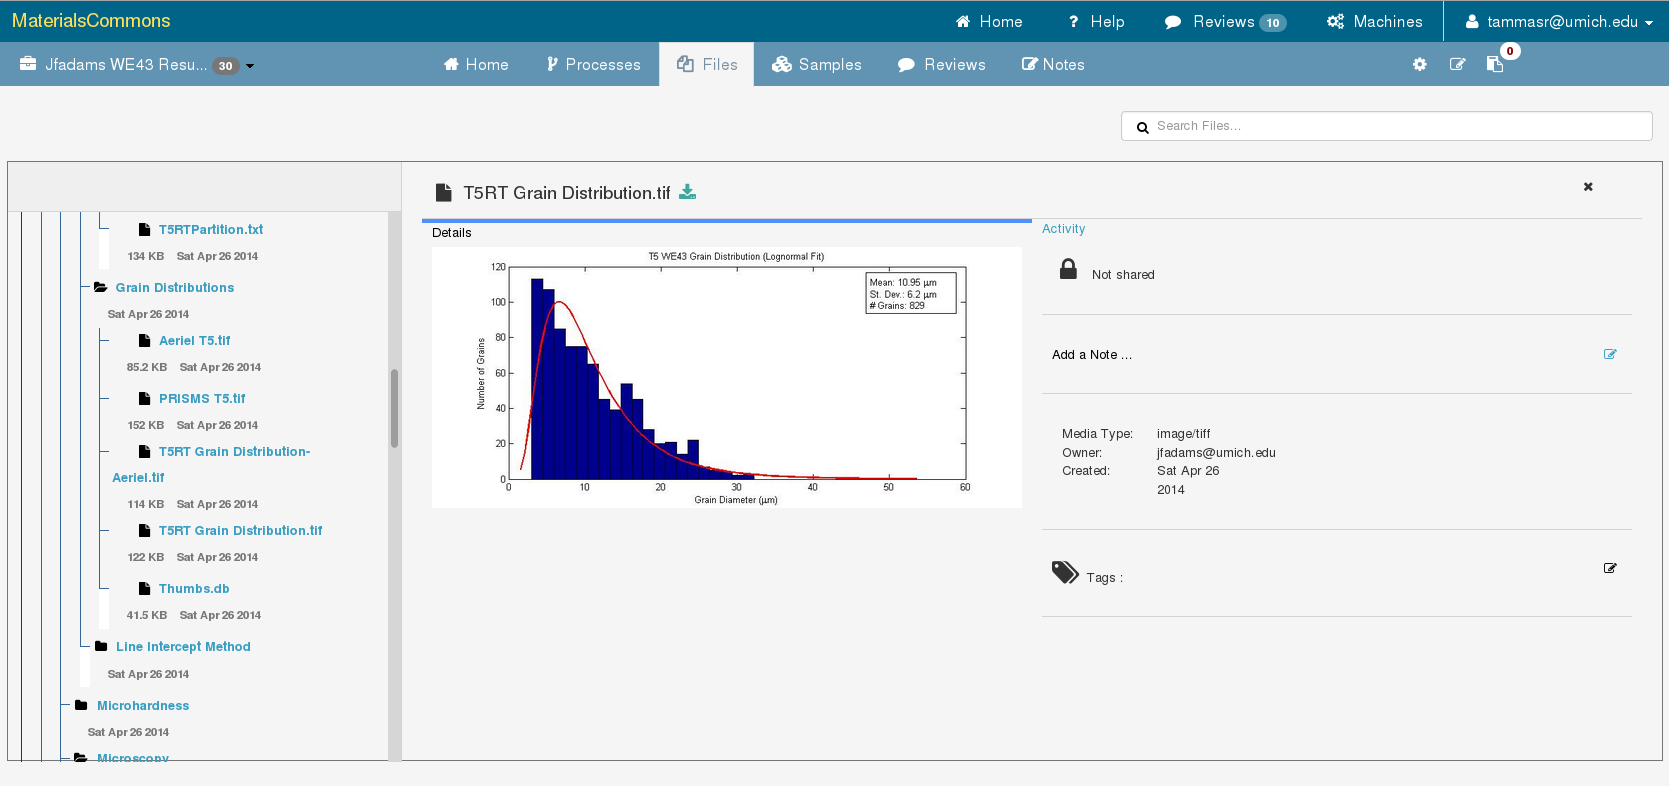 MaterialsCommons
Home
Help
Reviews 10
Machines
tammasr@umich.edu
Jfadams WE43 Resu... 30
Home
Processes
Files
Samples
Reviews
Notes
0
Search Files...
T5RTPartition.txt
134 KB Sat Apr 26 2014
Grain Distributions
Sat Apr 26 2014
Aeriel T5.tif
85.2 KB Sat Apr 26 2014
PRISMS T5.tif
152 KB Sat Apr 26 2014
T5RT Grain Distribution-
Aeriel.tif
114 KB Sat Apr 26 2014
T5RT Grain Distribution.tif
122 KB Sat Apr 26 2014
Thumbs.db
41.5 KB Sat Apr 26 2014
Line Intercept Method
Sat Apr 26 2014
Microhardness
Sat Apr 26 2014
Microscopy
T5RT Grain Distribution.tif
Details
T5 WE43 Grain Distribution (Lognormal Fit)
Mean: 10.95 µm
St. Dev.: 6.2 µm
# Grains: 829
Number of Grains
120
100
80
60
40
20
0
0 10 20 30 40 50 60
Grain Diameter (µm)
Activity
Not shared
Add a Note ...
Media Type: image/tiff
Owner: jfadams@umich.edu
Created: Sat Apr 26
2014
Tags :